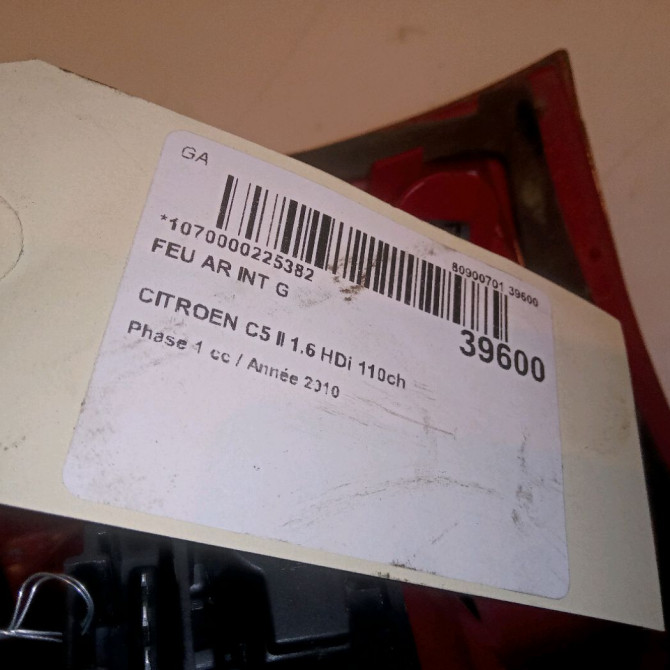 GA
*1070000225382
80900701 39600
FEU AR INT G
39600
CITROEN C5 II 1.6 HDi 110ch
Phase 1 cc / Année 2010